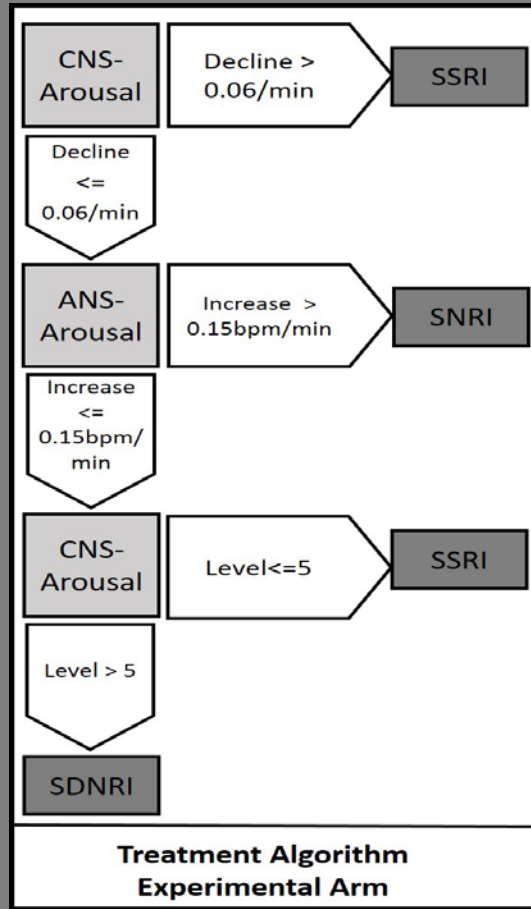 CNS-
Arousal
Decline >
0.06/min
SSRI
Decline
<=
0.06/min
ANS-
Arousal
Increase >
0.15bpm/min
SNRI
Increase
<=
0.15bpm/
min
CNS-
Arousal
Level<=5
SSRI
Level > 5
SDNRI
Treatment Algorithm
Experimental Arm